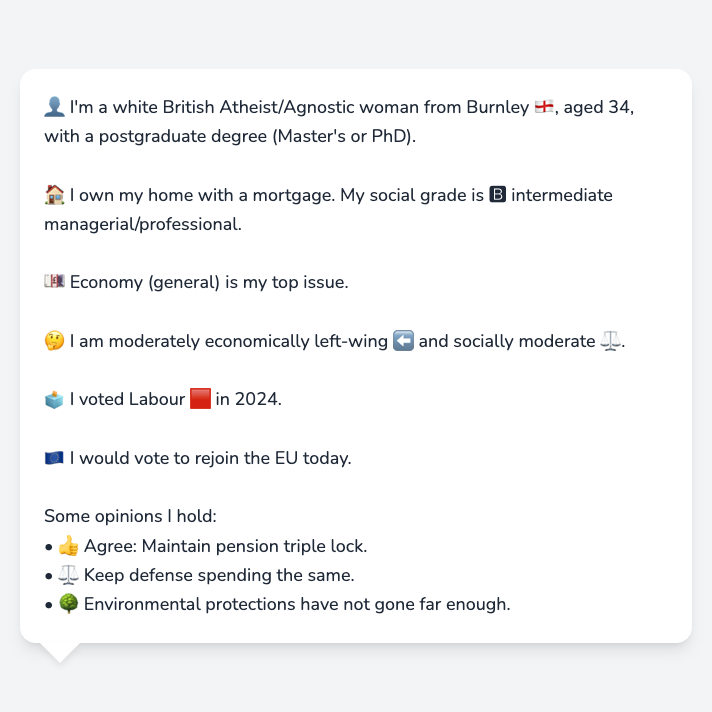 👤 I'm a white British Atheist/Agnostic woman from Burnley 🏴󠁧󠁢󠁥󠁮󠁧󠁿, aged 34,
with a postgraduate degree (Master's or PhD).
🏠 I own my home with a mortgage. My social grade is 🅱 intermediate
managerial/professional.
💷 Economy (general) is my top issue.
🤔 I am moderately economically left-wing ⬅️ and socially moderate ⚖️.
🗳️ I voted Labour 🟥 in 2024.
🇪🇺 I would vote to rejoin the EU today.
Some opinions I hold:
• 👍 Agree: Maintain pension triple lock.
• ⚖️ Keep defense spending the same.
• 🌳 Environmental protections have not gone far enough.